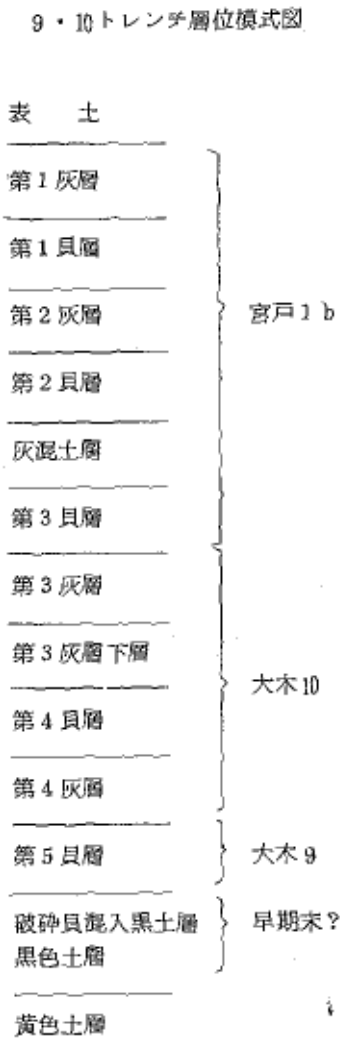 9・10トレンチ層位模式図
表　土
第1灰層
第1貝層
第2灰層
宮戸1b
第2貝層
灰混土層
第3貝層
第3灰層
第3灰層下層
大木10
第4貝層
第4灰層
第5貝層
大木9
破砕貝混入黒土層
早期末？
黒色土層
黄色土層